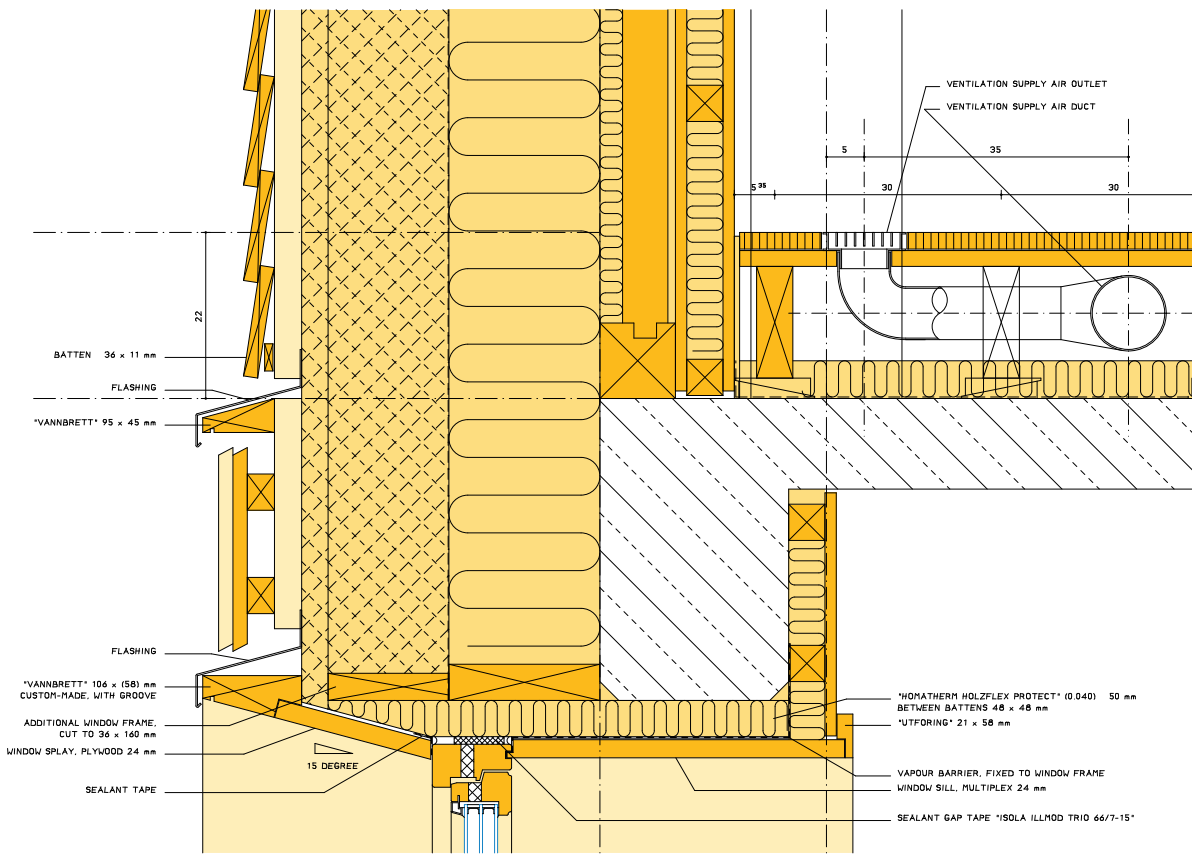 VENTILATION SUPPLY AIR OUTLET
VENTILATION SUPPLY AIR DUCT
5
35
5 35
30
30
22
BATTEN 36 x 11 mm
FLASHING
"VANNBRETT" 95 x 45 mm
FLASHING
"VANNBRETT" 106 x (58) mm
CUSTOM-MADE, WITH GROOVE
ADDITIONAL WINDOW FRAME,
CUT TO 36 x 160 mm
WINDOW SPLAY, PLYWOOD 24 mm
15 DEGREE
SEALANT TAPE
"HOMATHERM HOLZFLEX PROTECT" (0.040) 50 mm
BETWEEN BATTENS 48 x 48 mm
"UTFORING" 21 x 58 mm
VAPOUR BARRIER, FIXED TO WINDOW FRAME
WINDOW SILL, MULTIPLEX 24 mm
SEALANT GAP TAPE "ISOLA ILLMOD TRIO 66/7-15"